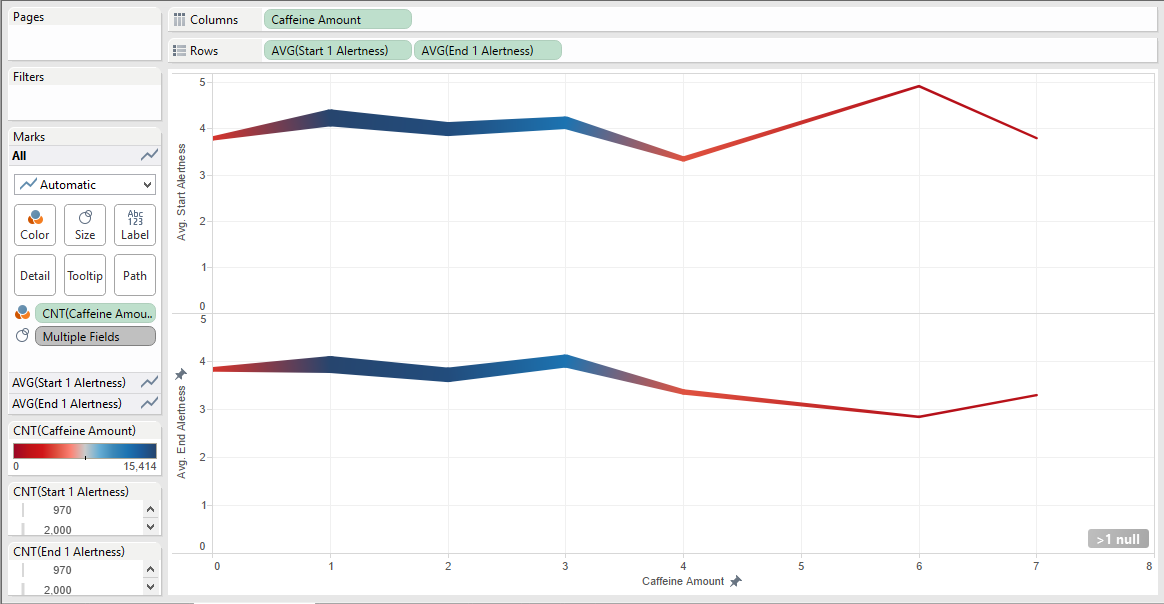 Pages
Filters
Marks
All
Automatic
Color
Size
Abc
123
Label
Detail
Tooltip
Path
CNT(Caffeine Amou..
Multiple Fields
AVG(Start 1 Alertness)
AVG(End 1 Alertness)
CNT(Caffeine Amount)
0 15,414
CNT(Start 1 Alertness)
970
2,000
CNT(End 1 Alertness)
970
2,000
Columns Caffeine Amount
Rows AVG(Start 1 Alertness) AVG(End 1 Alertness)
Avg. Start Alertness
5
4
3
2
1
0
Avg. End Alertness
5
4
3
2
1
0
>1 null
0 1 2 3 4 5 6 7 8
Caffeine Amount